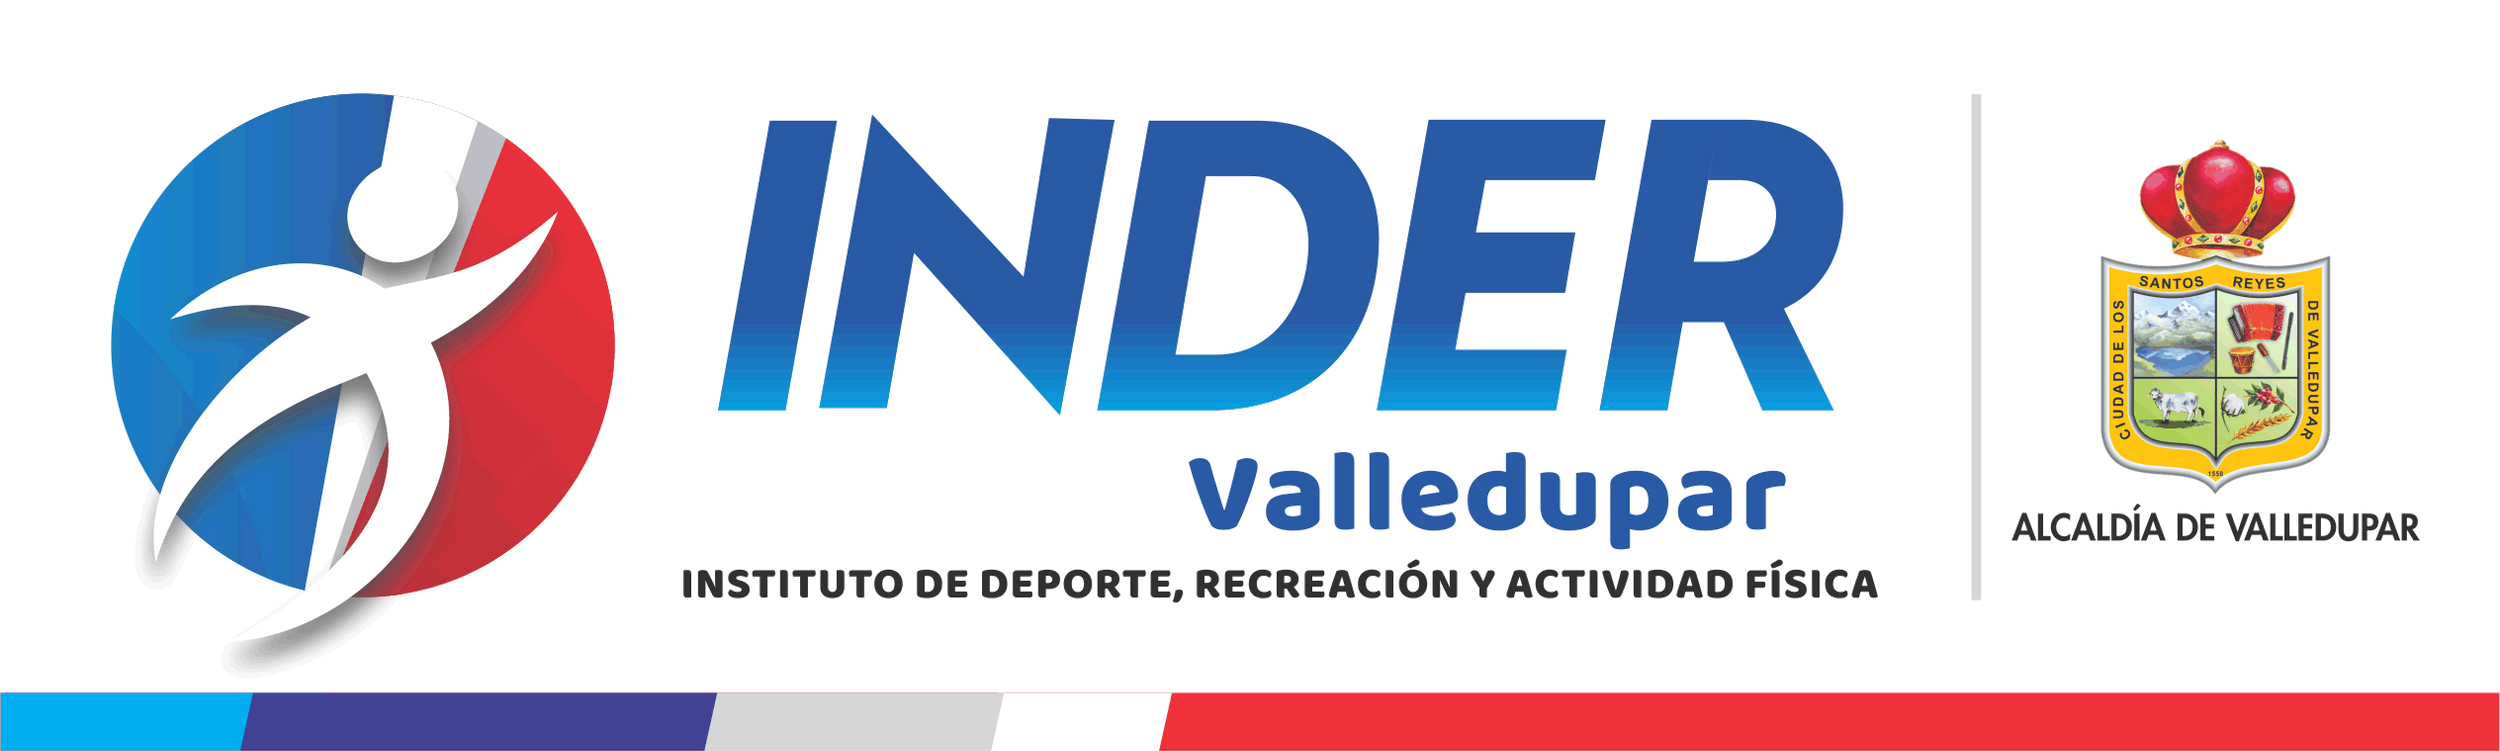 INDER
Valledupar
INSTITUTO DE DEPORTE, RECREACIÓN Y ACTIVIDAD FÍSICA
CIUDAD DE LOS SANTOS REYES DE VALLEDUPAR
1550
ALCALDÍA DE VALLEDUPAR